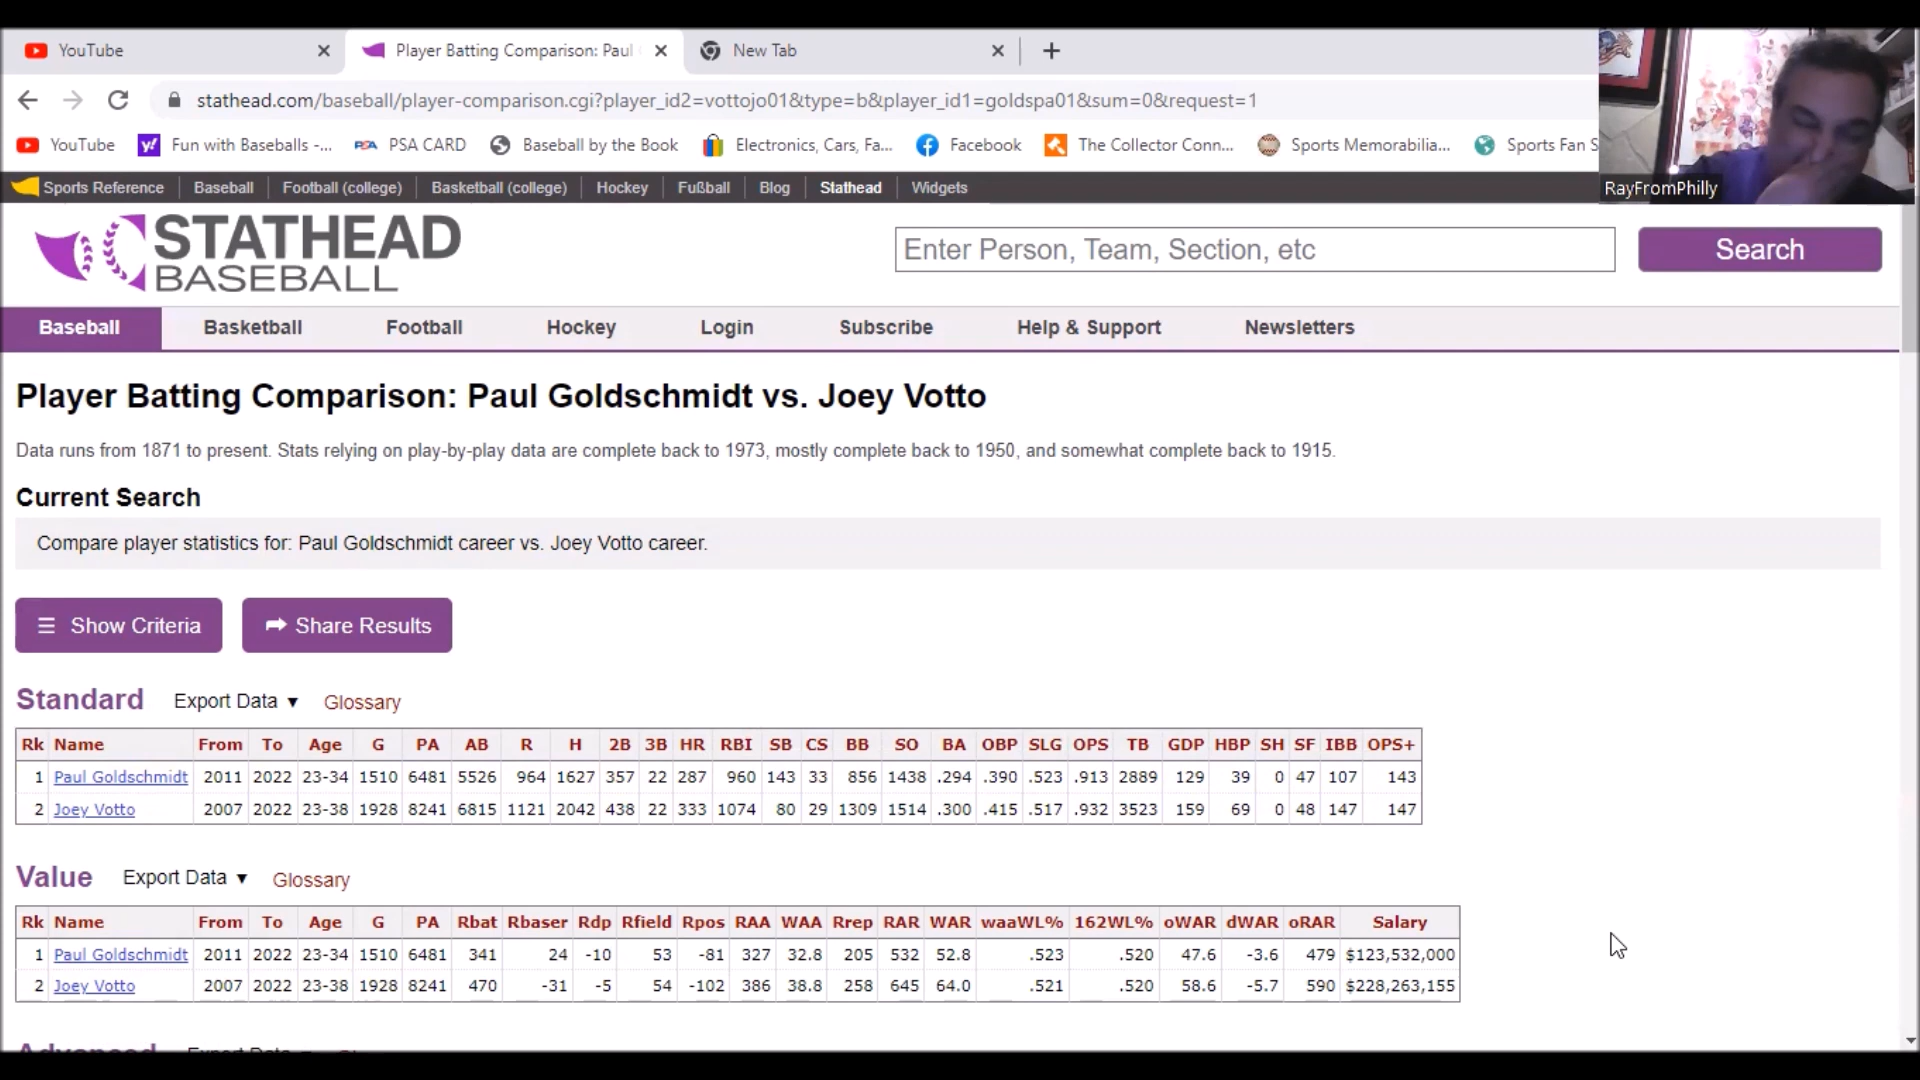 YouTube
Player Batting Comparison: Paul
New Tab
stathead.com/baseball/player-comparison.cgi?player_id2=vottojo01&type=b&player_id1=goldspa01&sum=0&request=1
YouTube Fun with Baseballs -... PSA PSA CARD Baseball by the Book Electronics, Cars, Fa... Facebook The Collector Conn... Sports Memorabilia... Sports Fan S
RayFromPhilly
Sports Reference Baseball Football (college) Basketball (college) Hockey Fußball Blog Stathead Widgets
STATHEAD
BASEBALL
Enter Person, Team, Section, etc
Search
Baseball Basketball Football Hockey Login Subscribe Help & Support Newsletters
Player Batting Comparison: Paul Goldschmidt vs. Joey Votto
Data runs from 1871 to present. Stats relying on play-by-play data are complete back to 1973, mostly complete back to 1950, and somewhat complete back to 1915.
Current Search
Compare player statistics for: Paul Goldschmidt career vs. Joey Votto career.
☰ Show Criteria
Share Results
Standard Export Data ▼ Glossary
Rk Name From To Age G PA AB R H 2B 3B HR RBI SB CS BB SO BA OBP SLG OPS TB GDP HBP SH SF IBB OPS+
1 Paul Goldschmidt 2011 2022 23-34 1510 6481 5526 964 1627 357 22 287 960 143 33 856 1438 .294 .390 .523 .913 2889 129 39 0 47 107 143
2 Joey Votto 2007 2022 23-38 1928 8241 6815 1121 2042 438 22 333 1074 80 29 1309 1514 .300 .415 .517 .932 3523 159 69 0 48 147 147
Value Export Data ▼ Glossary
Rk Name From To Age G PA Rbat Rbaser Rdp Rfield Rpos RAA WAA Rrep RAR WAR waaWL% 162WL% oWAR dWAR oRAR Salary
1 Paul Goldschmidt 2011 2022 23-34 1510 6481 341 24 -10 53 -81 327 32.8 205 532 52.8 .523 .520 47.6 -3.6 479 $123,532,000
2 Joey Votto 2007 2022 23-38 1928 8241 470 -31 -5 54 -102 386 38.8 258 645 64.0 .521 .520 58.6 -5.7 590 $228,263,155
Advanced Export Data